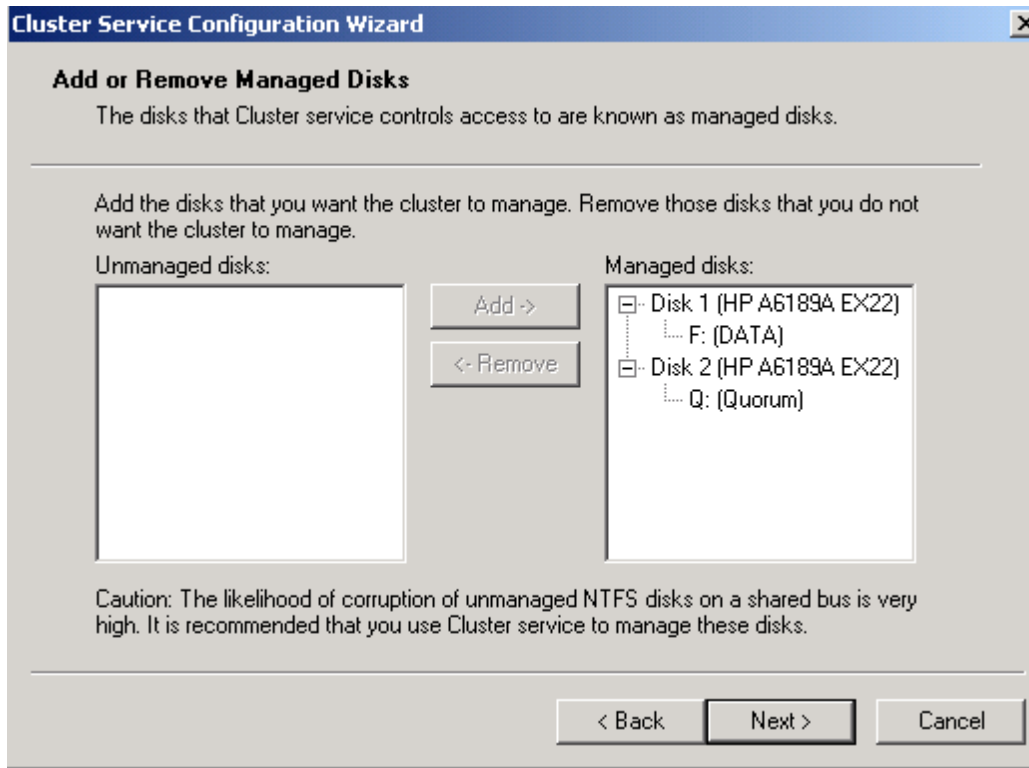 Cluster Service Configuration Wizard
Add or Remove Managed Disks
The disks that Cluster service controls access to are known as managed disks.
Add the disks that you want the cluster to manage. Remove those disks that you do not
want the cluster to manage.
Unmanaged disks:
Managed disks:
Add ->
<- Remove
Disk 1 (HP A6189A EX22)
F: (DATA)
Disk 2 (HP A6189A EX22)
Q: (Quorum)
Caution: The likelihood of corruption of unmanaged NTFS disks on a shared bus is very
high. It is recommended that you use Cluster service to manage these disks.
< Back
Next >
Cancel